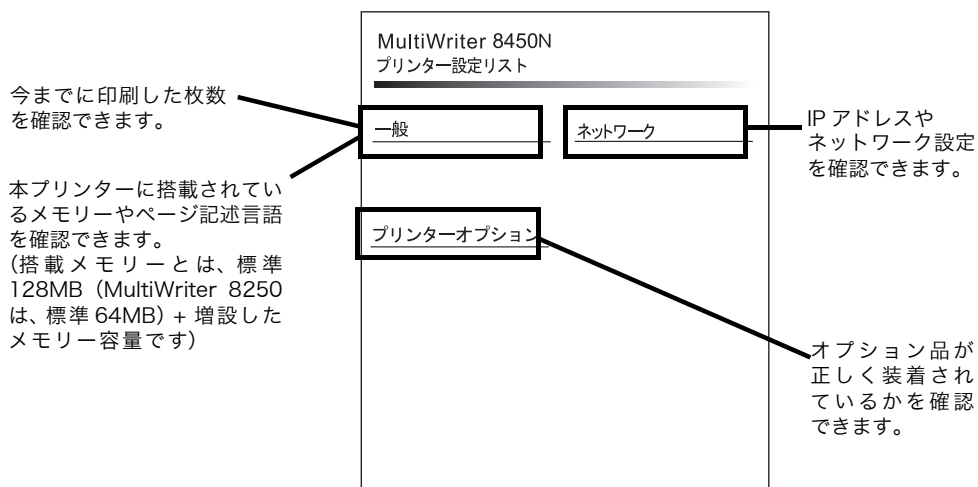 MultiWriter 8450N
プリンター設定リスト
今までに印刷した枚数
を確認できます。
一般
ネットワーク
IP アドレスや
ネットワーク設定
を確認できます。
本プリンターに搭載されてい
るメモリーやページ記述言語
を確認できます。
(搭載メモリーとは、標準
128MB（MultiWriter 8250
は、標準 64MB）+ 増設した
メモリー容量です)
プリンターオプション
オプション品が
正しく装着され
ているかを確認
できます。